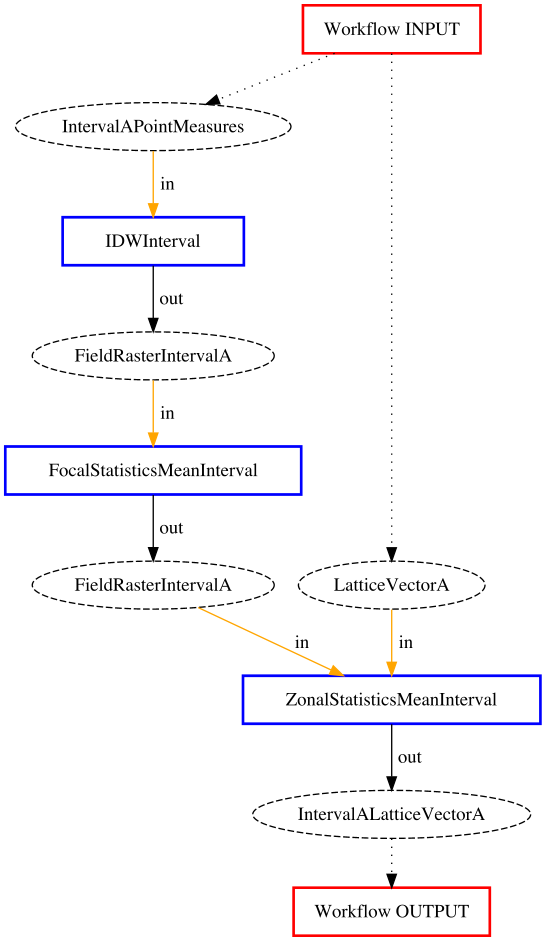 Workflow INPUT
IntervalAPointMeasures
in
IDWInterval
out
FieldRasterIntervalA
in
FocalStatisticsMeanInterval
out
FieldRasterIntervalA
LatticeVectorA
in
in
ZonalStatisticsMeanInterval
out
IntervalALatticeVectorA
Workflow OUTPUT